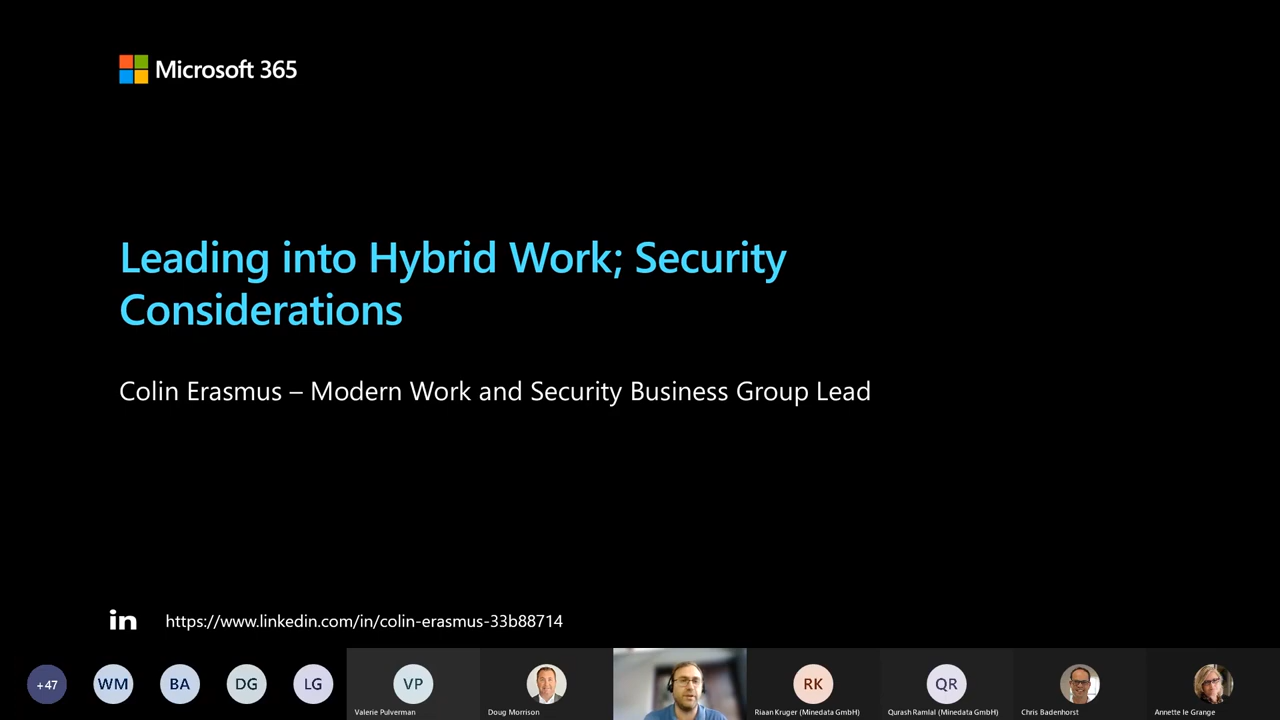 Microsoft 365
Leading into Hybrid Work; Security
Considerations
Colin Erasmus – Modern Work and Security Business Group Lead
in
https://www.linkedin.com/in/colin-erasmus-33b88714
+47
WM
BA
DG
LG
VP
RK
QR
Valerie Pulverman
Doug Morrison
Riaan Kruger (Minedata GmbH)
Qurash Ramlal (Minedata GmbH)
Chris Badenhorst
Annette le Grange